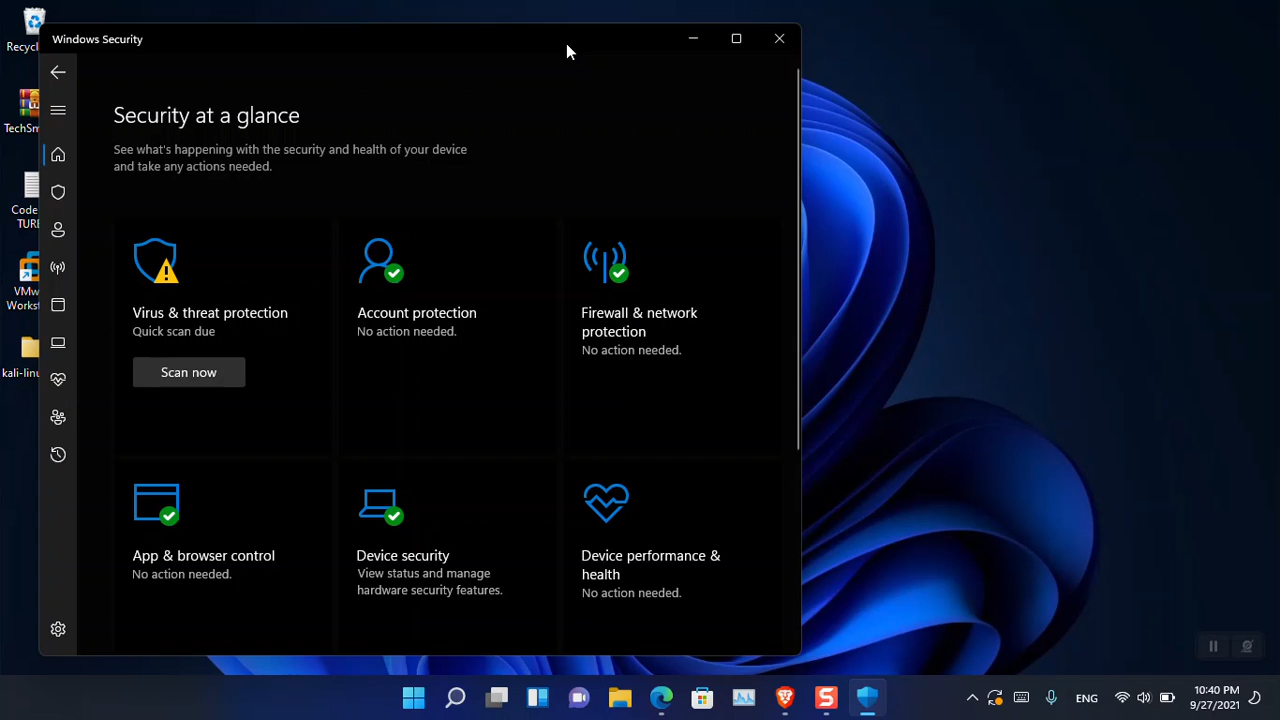 Windows Security
Recycl
TechSm
Code
TURE
VMw
Works
kali-linu
Security at a glance
See what's happening with the security and health of your device
and take any actions needed.
Virus & threat protection
Quick scan due
Scan now
Account protection
No action needed.
Firewall & network
protection
No action needed.
App & browser control
No action needed.
Device security
View status and manage
hardware security features.
Device performance &
health
No action needed.
ENG
10:40 PM
9/27/2021